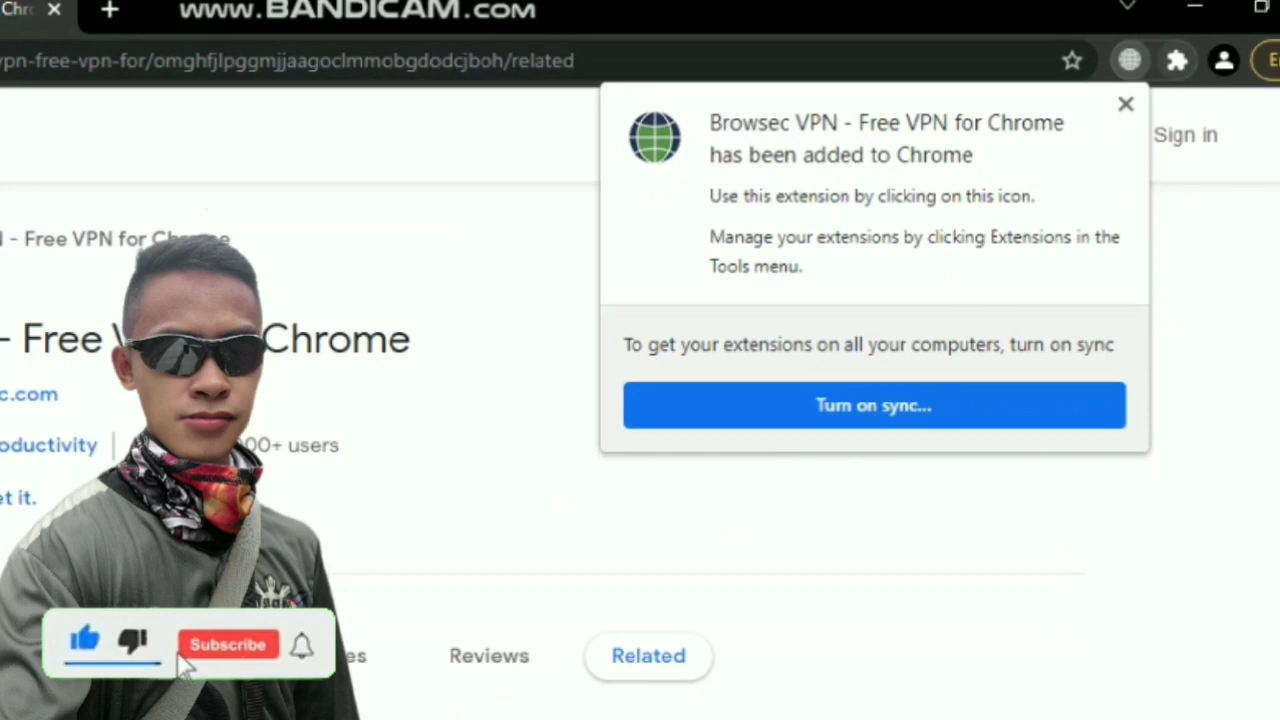 Chr
www.BANDICAM.com
vpn-free-vpn-for/omghfjlpggmjjaagoclmmobgdodcjboh/related
Browsec VPN - Free VPN for Chrome
has been added to Chrome
Sign in
Use this extension by clicking on this icon.
Manage your extensions by clicking Extensions in the
Tools menu.
- Free VPN for Chrome
- Free V Chrome
To get your extensions on all your computers, turn on sync
c.com
Turn on sync...
oductivity
00+ users
et it.
Subscribe
es
Reviews
Related